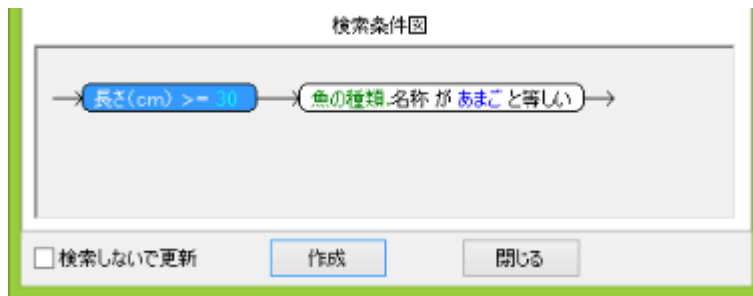 検索条件図
長さ(cm) >= 30 魚の種類.名称 が あまご と等しい
検索しないで更新 作成 閉じる